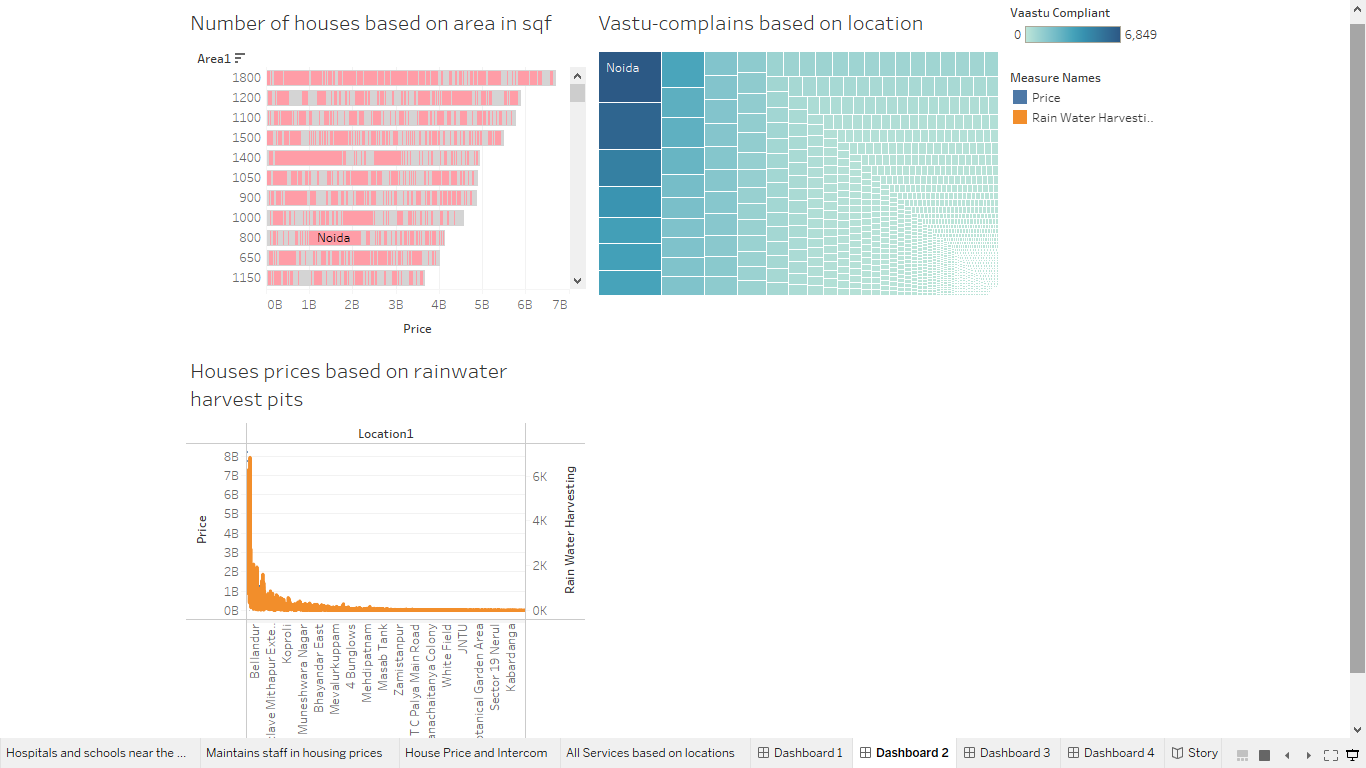 Number of houses based on area in sqf
Area1
1800
1200
1100
1500
1400
1050
900
1000
800
Noida
650
1150
0B 1B 2B 3B 4B 5B 6B 7B
Price
Vastu-complains based on location
Noida
Vaastu Compliant
0 6,849
Measure Names
Price
Rain Water Harvesti..
Houses prices based on rainwater
harvest pits
Location1
8B
7B
6B
5B
4B
3B
2B
1B
0B
Price
6K
4K
2K
0K
Rain Water Harvesting
Bellandur
clave Mithapur Exte..
Koproli
Muneshwara Nagar
Bhayandar East
Mevalurkuppam
4 Bunglows
Mehdipatnam
Masab Tank
Zamistanpur
T C Palya Main Road
anachaitanya Colony
White Field
JNTU
otanical Garden Area
Sector 19 Nerul
Kabardanga
Hospitals and schools near the ... Maintains staff in housing prices House Price and Intercom All Services based on locations Dashboard 1 Dashboard 2 Dashboard 3 Dashboard 4 Story